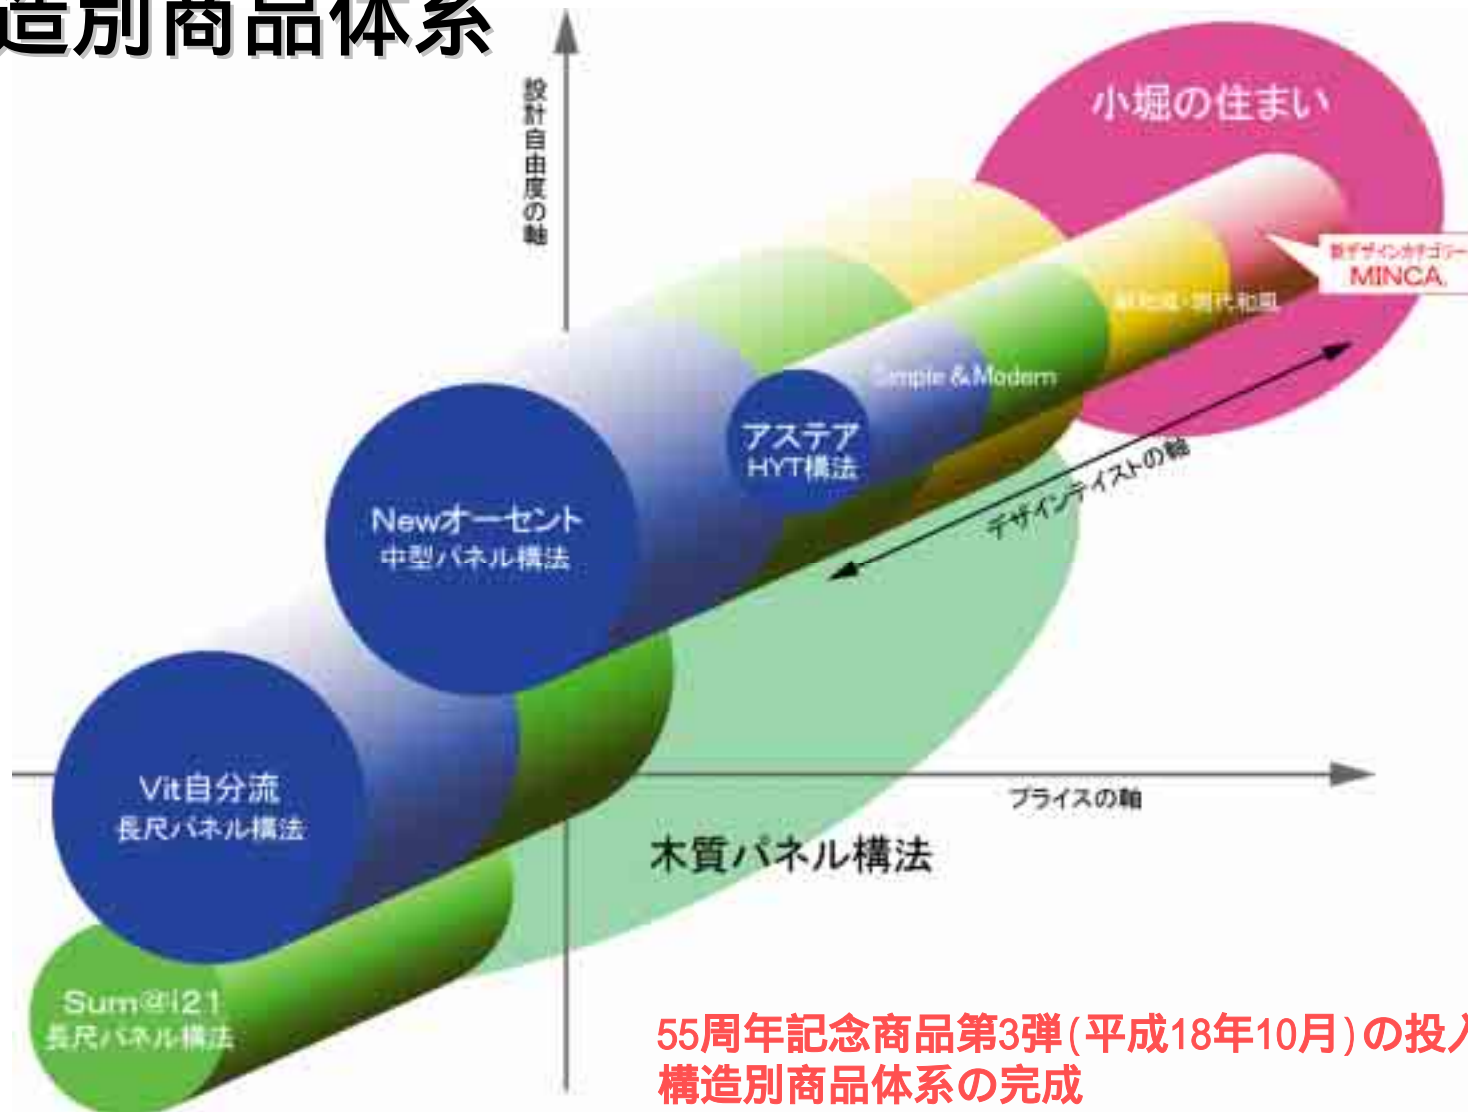 造別商品体系
設計自由度の軸
小堀の住まい
新デザインカテゴリー
MINCA
現代和風
Simple & Modern
アステア
HYT構法
デザインテイストの軸
Newオーセント
中型パネル構法
Vit自分流
長尺パネル構法
プライスの軸
木質パネル構法
Sum@i21
長尺パネル構法
55周年記念商品第3弾(平成18年10月)の投入
構造別商品体系の完成